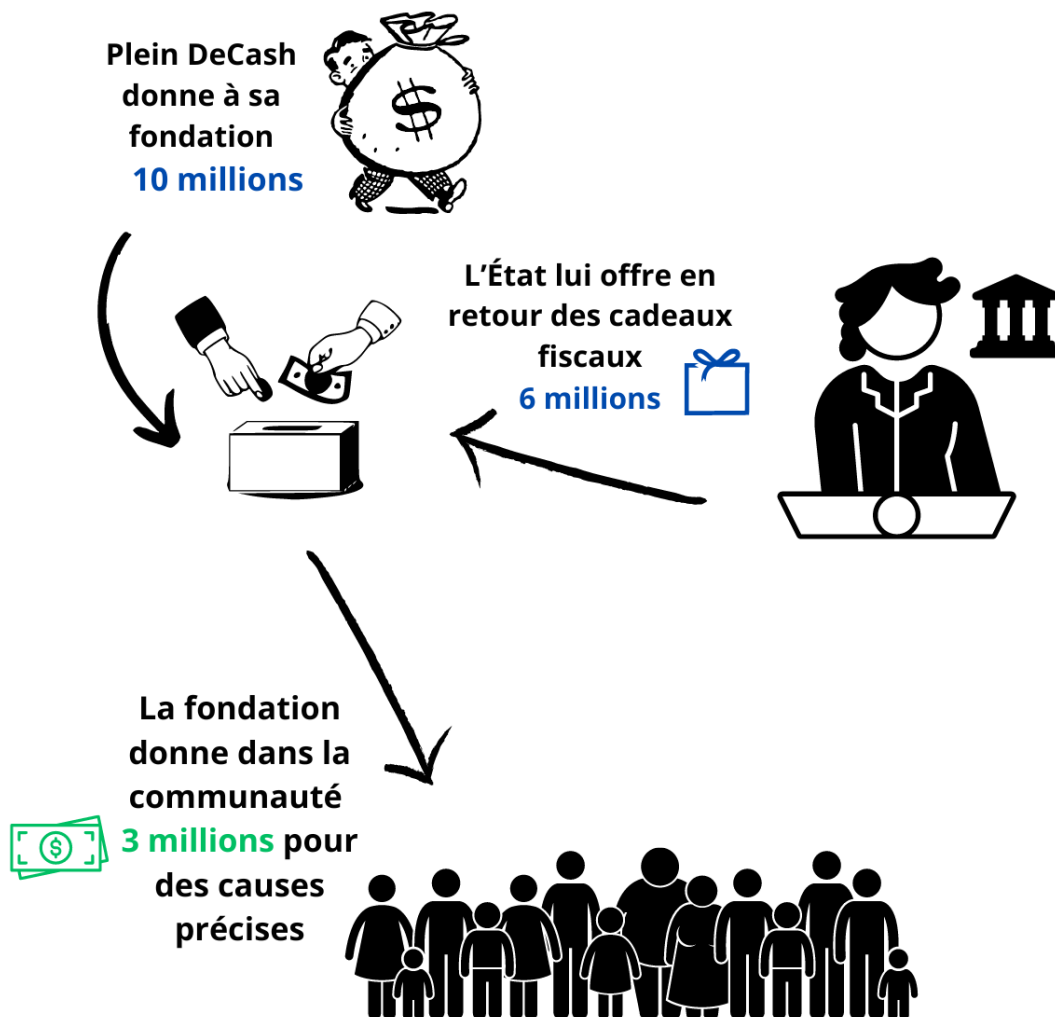 Plein DeCash
donne à sa
fondation
10 millions
$
L’État lui offre en
retour des cadeaux
fiscaux
6 millions
La fondation
donne dans la
communauté
$
3 millions pour
des causes
précises